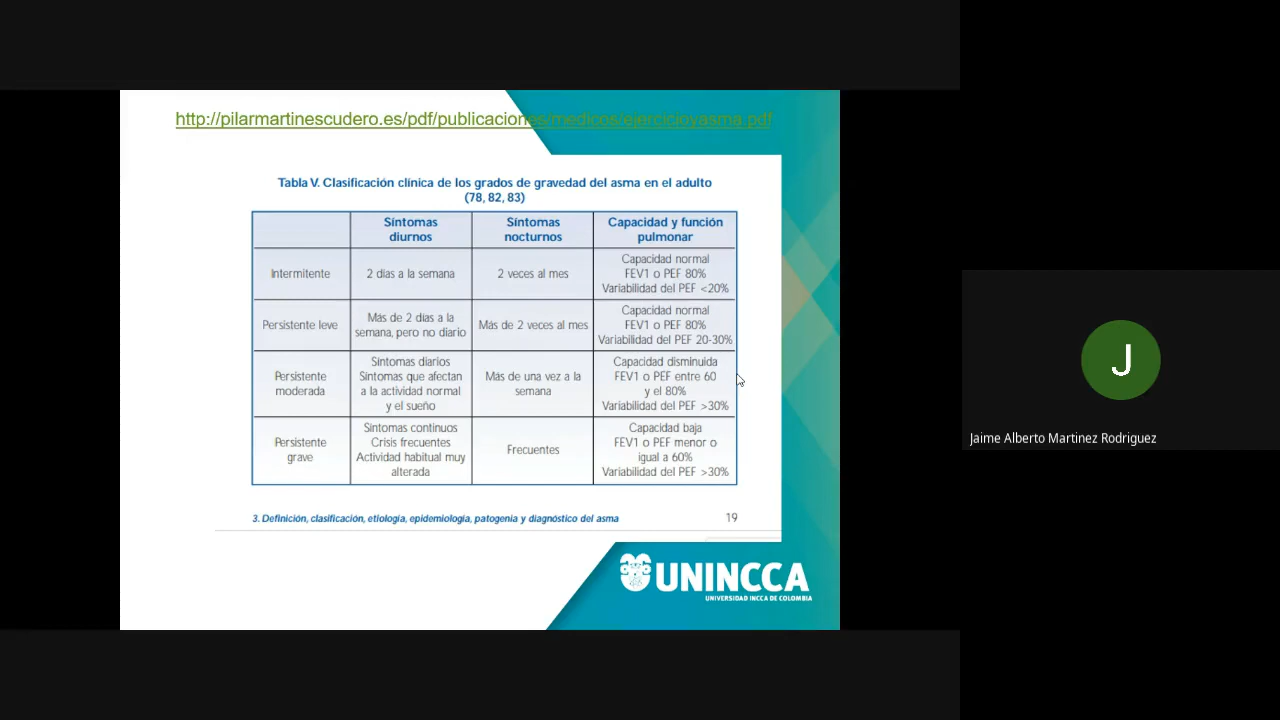 http://pilarmartinescudero.es/pdf/publicaciones/medicos/ejercicioyasma.pdf
Tabla V. Clasificación clínica de los grados de gravedad del asma en el adulto
(78, 82, 83)
Síntomas
diurnos
Síntomas
nocturnos
Capacidad y función
pulmonar
Intermitente
2 días a la semana
2 veces al mes
Capacidad normal
FEV1 o PEF 80%
Variabilidad del PEF <20%
Persistente leve
Más de 2 días a la
semana, pero no diario
Más de 2 veces al mes
Capacidad normal
FEV1 o PEF 80%
Variabilidad del PEF 20-30%
Persistente
moderada
Síntomas diarios
Síntomas que afectan
a la actividad normal
y el sueño
Más de una vez a la
semana
Capacidad disminuida
FEV1 o PEF entre 60
y el 80%
Variabilidad del PEF >30%
Persistente
grave
Síntomas continuos
Crisis frecuentes
Actividad habitual muy
alterada
Frecuentes
Capacidad baja
FEV1 o PEF menor o
igual a 60%
Variabilidad del PEF >30%
3. Definición, clasificación, etiología, epidemiología, patogenia y diagnóstico del asma
19
UNINCCA
UNIVERSIDAD INCCA DE COLOMBIA
J
Jaime Alberto Martinez Rodriguez